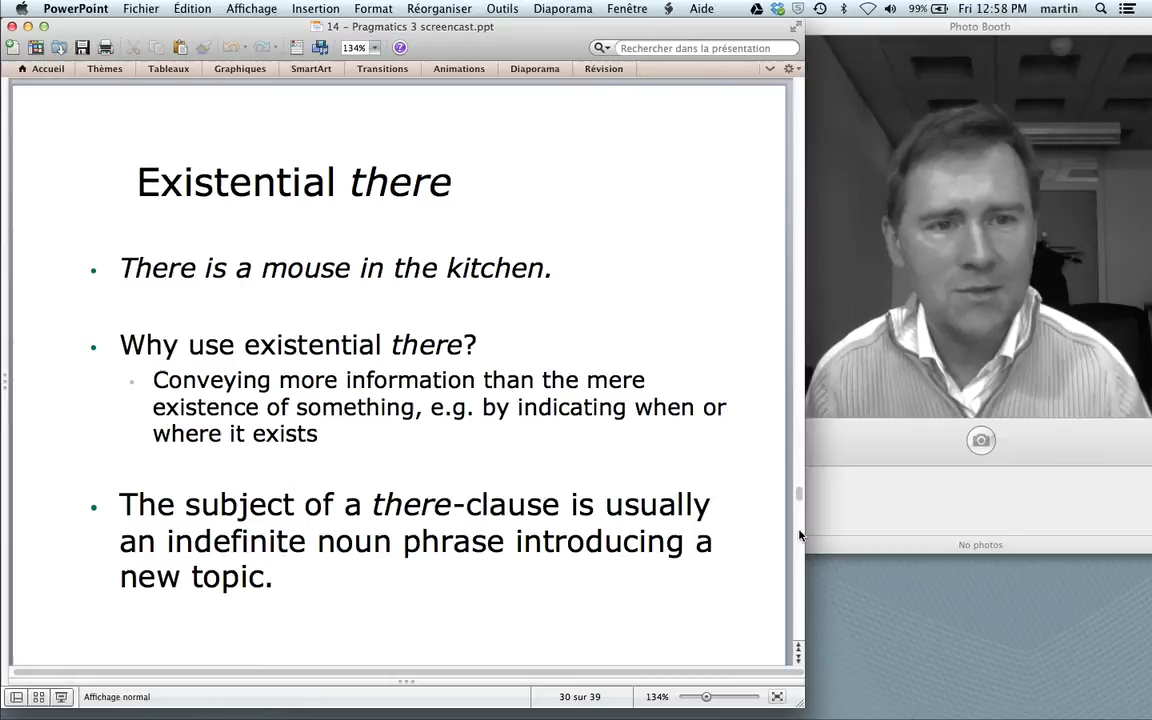 PowerPoint Fichier Édition Affichage Insertion Format Réorganiser Outils Diaporama Fenêtre Aide 99% Fri 12:58 PM martin
14 – Pragmatics 3 screencast.ppt
Photo Booth
134% Rechercher dans la présentation
Accueil Thèmes Tableaux Graphiques SmartArt Transitions Animations Diaporama Révision
Existential there
• There is a mouse in the kitchen.
• Why use existential there?
Conveying more information than the mere
existence of something, e.g. by indicating when or
where it exists
• The subject of a there-clause is usually
an indefinite noun phrase introducing a
new topic.
No photos
Affichage normal 30 sur 39 134%